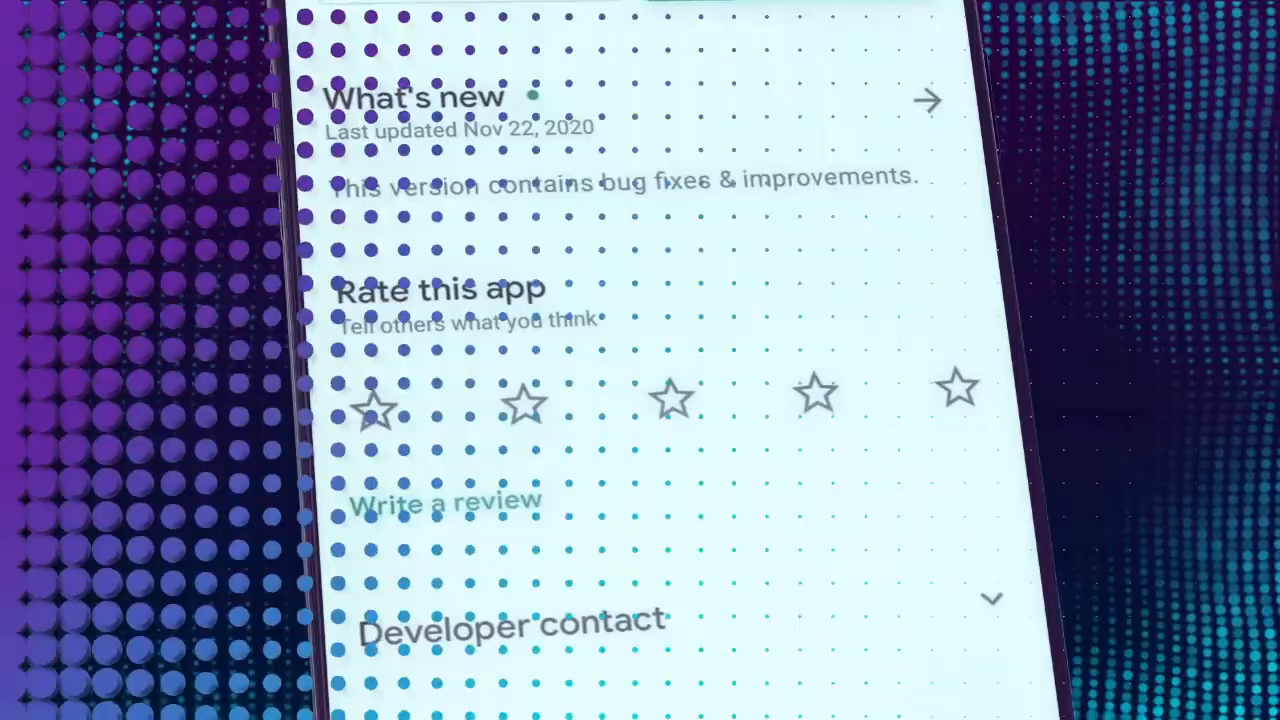 What's new
Last updated Nov 22, 2020
This version contains bug fixes & improvements.
Rate this app
Tell others what you think
Write a review
Developer contact